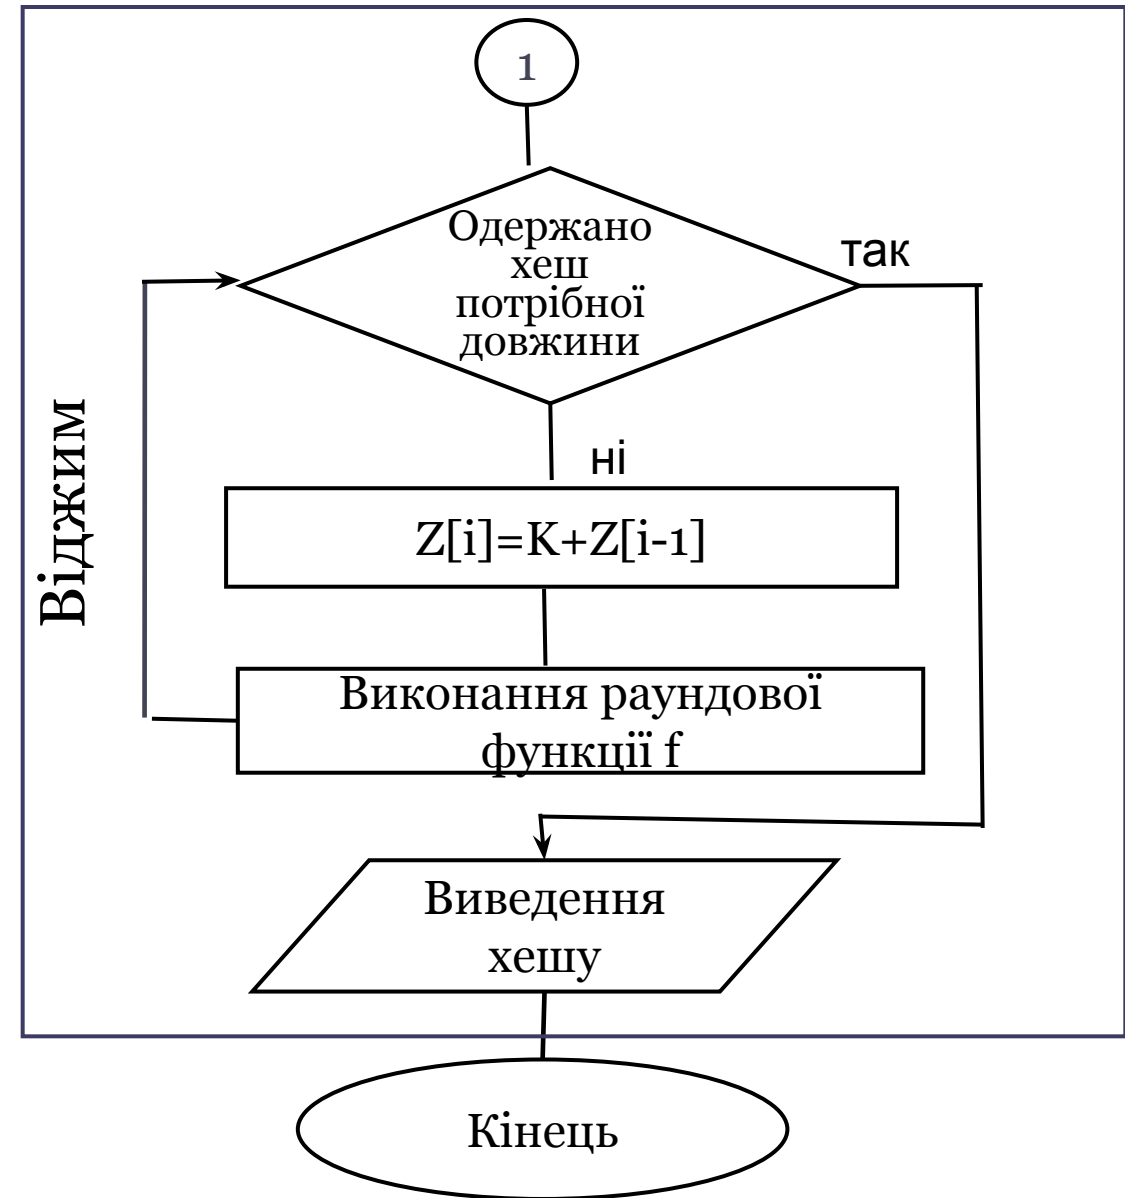 1
Одержано
хеш
потрібної
довжини
так
Віджим
ні
Z[i]=K+Z[i-1]
Виконання раундової
функції f
Виведення
хешу
Кінець